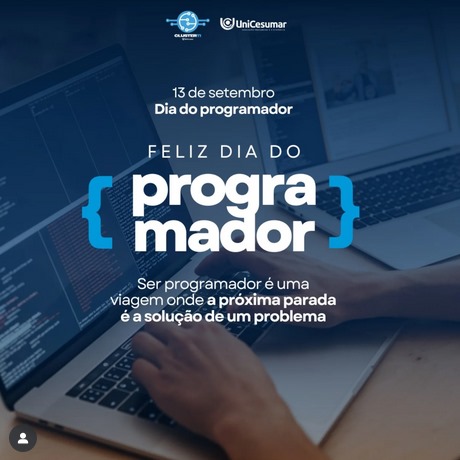 CLUSTERTI
UniCesumar
13 de setembro
Dia do programador
FELIZ DIA DO
{ progra
mador }
Ser programador é uma
viagem onde a próxima parada
é a solução de um problema